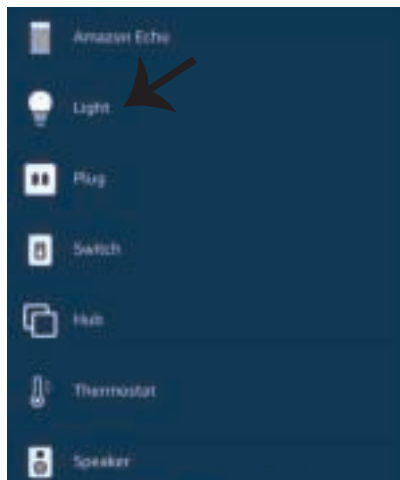 Amazon Echo
Light
Plug
Switch
Hub
Thermostat
Speaker